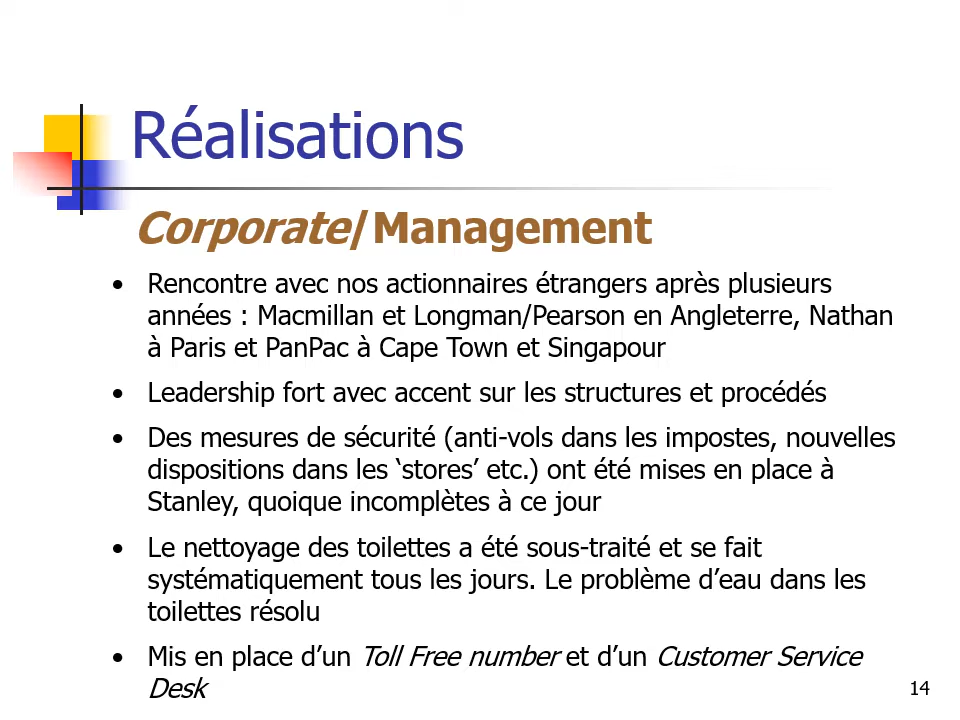 Réalisations
Corporate/Management
• Rencontre avec nos actionnaires étrangers après plusieurs
années : Macmillan et Longman/Pearson en Angleterre, Nathan
à Paris et PanPac à Cape Town et Singapour
• Leadership fort avec accent sur les structures et procédés
• Des mesures de sécurité (anti-vols dans les impostes, nouvelles
dispositions dans les ‘stores’ etc.) ont été mises en place à
Stanley, quoique incomplètes à ce jour
• Le nettoyage des toilettes a été sous-traité et se fait
systématiquement tous les jours. Le problème d’eau dans les
toilettes résolu
• Mis en place d’un Toll Free number et d’un Customer Service
Desk
14